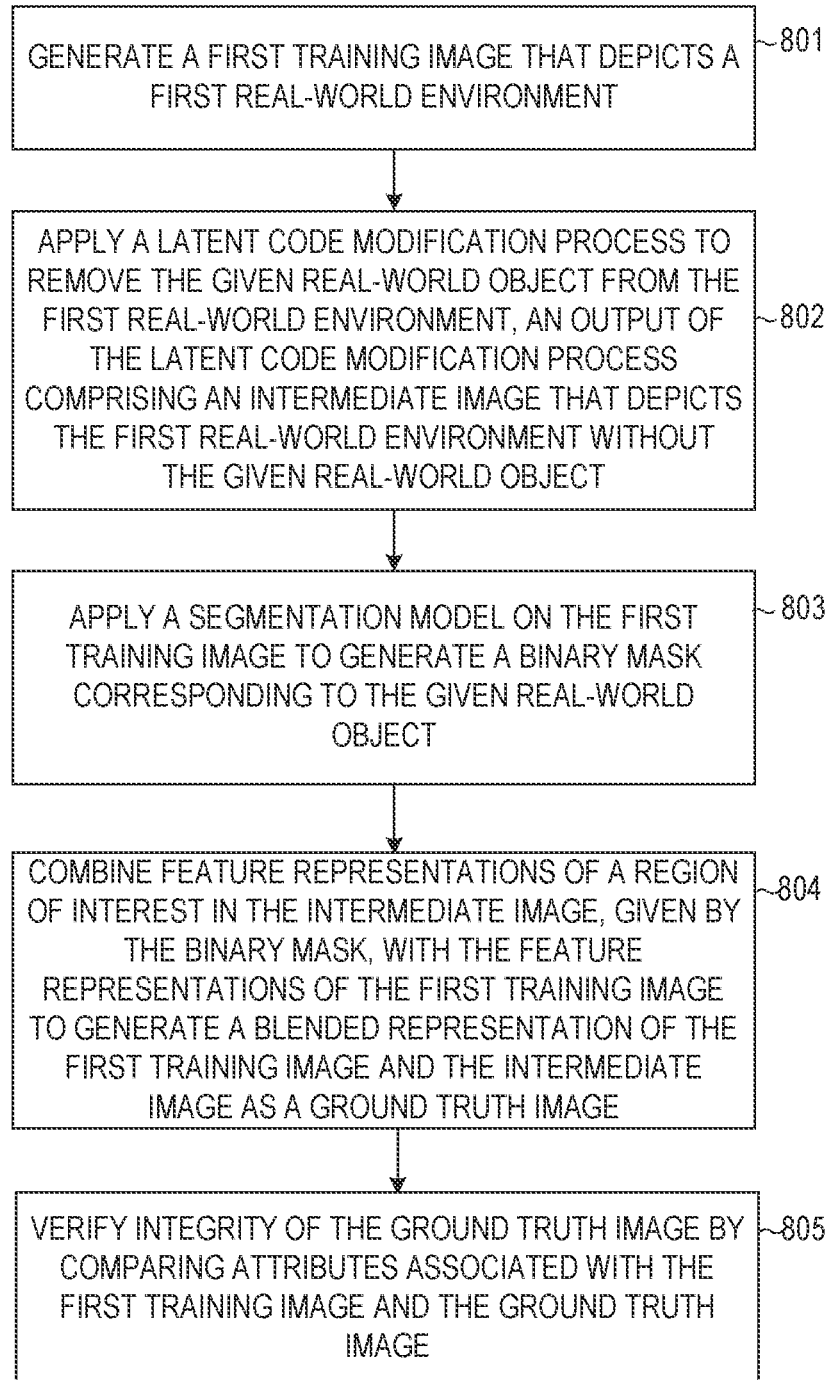 GENERATE A FIRST TRAINING IMAGE THAT DEPICTS A
FIRST REAL-WORLD ENVIRONMENT
801
APPLY A LATENT CODE MODIFICATION PROCESS TO
REMOVE THE GIVEN REAL-WORLD OBJECT FROM THE
FIRST REAL-WORLD ENVIRONMENT, AN OUTPUT OF
THE LATENT CODE MODIFICATION PROCESS
COMPRISING AN INTERMEDIATE IMAGE THAT DEPICTS
THE FIRST REAL-WORLD ENVIRONMENT WITHOUT
THE GIVEN REAL-WORLD OBJECT
802
APPLY A SEGMENTATION MODEL ON THE FIRST
TRAINING IMAGE TO GENERATE A BINARY MASK
CORRESPONDING TO THE GIVEN REAL-WORLD
OBJECT
803
COMBINE FEATURE REPRESENTATIONS OF A REGION
OF INTEREST IN THE INTERMEDIATE IMAGE, GIVEN BY
THE BINARY MASK, WITH THE FEATURE
REPRESENTATIONS OF THE FIRST TRAINING IMAGE
TO GENERATE A BLENDED REPRESENTATION OF THE
FIRST TRAINING IMAGE AND THE INTERMEDIATE
IMAGE AS A GROUND TRUTH IMAGE
804
VERIFY INTEGRITY OF THE GROUND TRUTH IMAGE BY
COMPARING ATTRIBUTES ASSOCIATED WITH THE
FIRST TRAINING IMAGE AND THE GROUND TRUTH
IMAGE
805